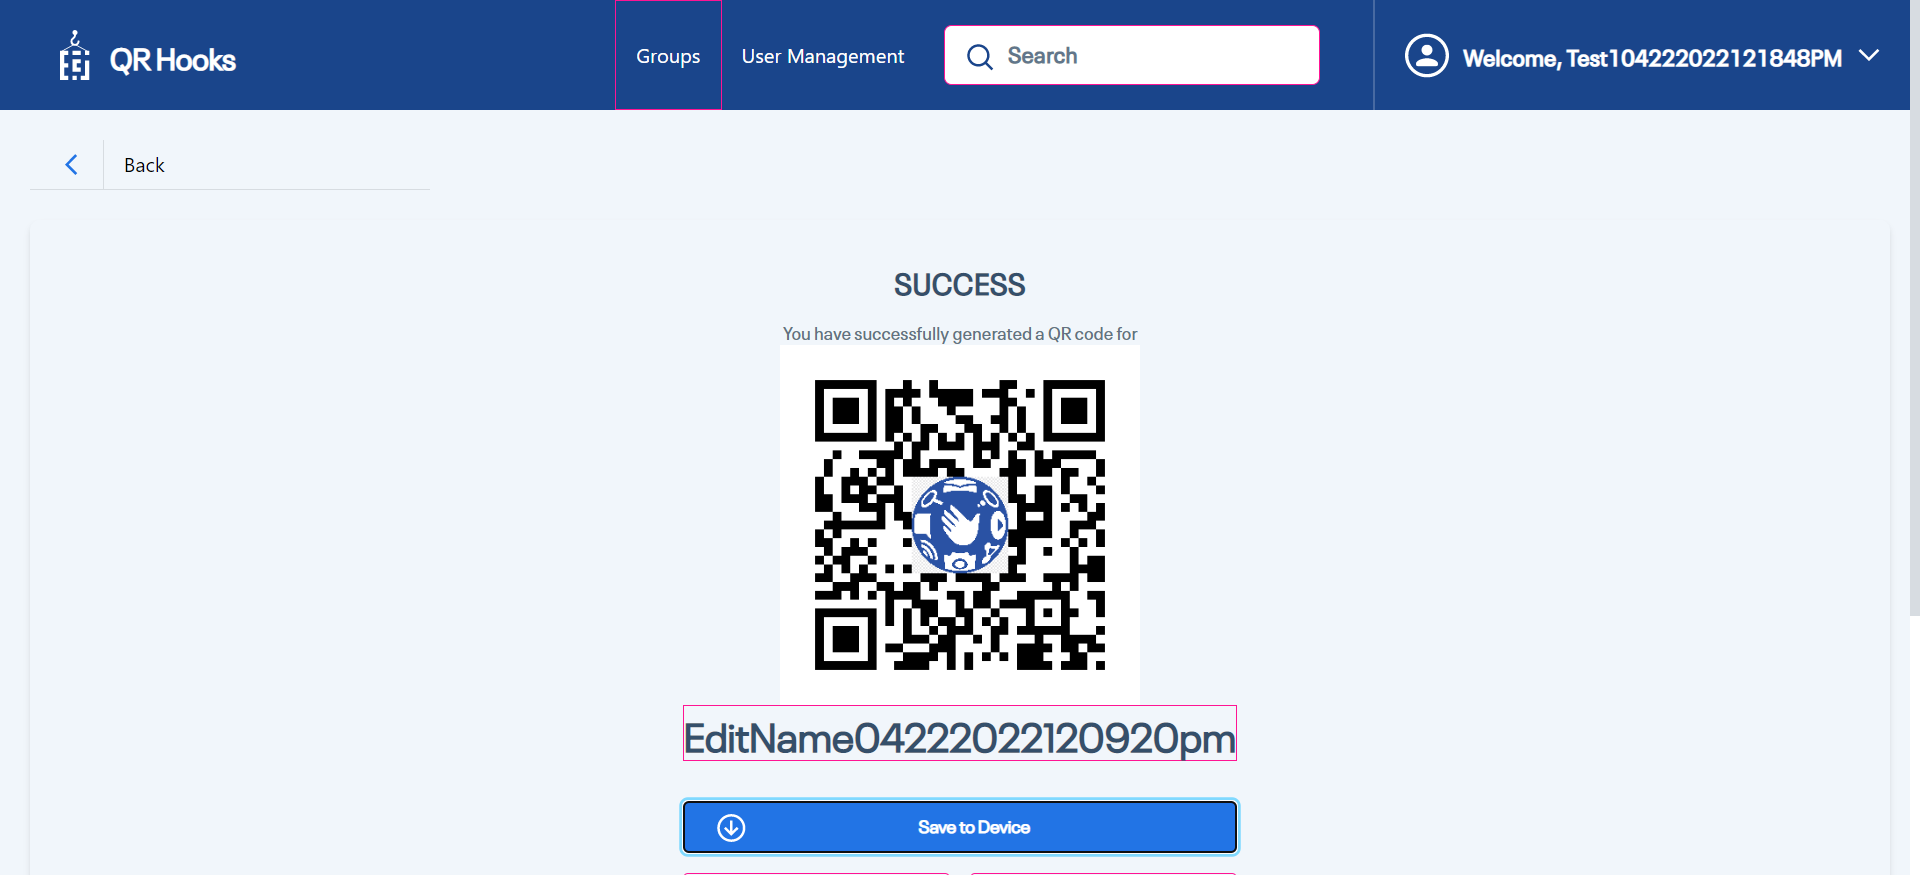 QR Hooks
Groups
User Management
Search
Welcome, Test104222022121848PM
Back
SUCCESS
You have successfully generated a QR code for
EditName04222022120920pm
Save to Device